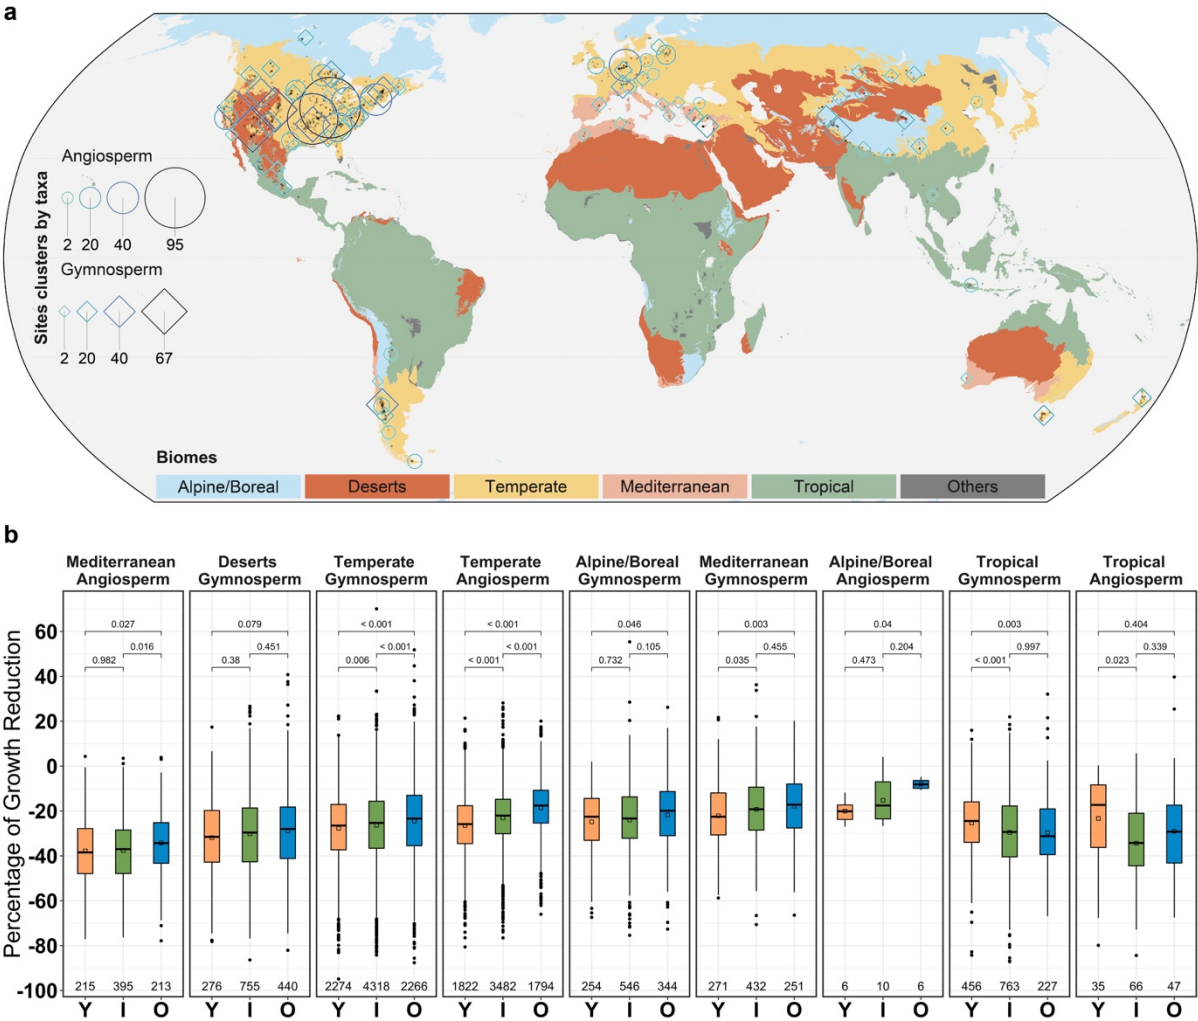 a
Angiosperm
2 20 40 95
Gymnosperm
2 20 40 67
Sites clusters by taxa
Biomes
Alpine/Boreal Deserts Temperate Mediterranean Tropical Others
b
Mediterranean Angiosperm
Deserts Gymnosperm
Temperate Gymnosperm
Temperate Angiosperm
Alpine/Boreal Gymnosperm
Mediterranean Gymnosperm
Alpine/Boreal Angiosperm
Tropical Gymnosperm
Tropical Angiosperm
Percentage of Growth Reduction
60
40
20
0
-20
-40
-60
-80
-100
0.027
0.016
0.982
215 395 213
Y I O
0.079
0.451
0.38
276 755 440
Y I O
< 0.001
< 0.001
0.006
2274 4318 2266
Y I O
< 0.001
< 0.001
< 0.001
1822 3482 1794
Y I O
0.046
0.105
0.732
254 546 344
Y I O
0.003
0.455
0.035
271 432 251
Y I O
0.04
0.204
0.473
6 10 6
Y I O
0.003
0.997
<0.001
456 763 227
Y I O
0.404
0.339
0.023
35 66 47
Y I O